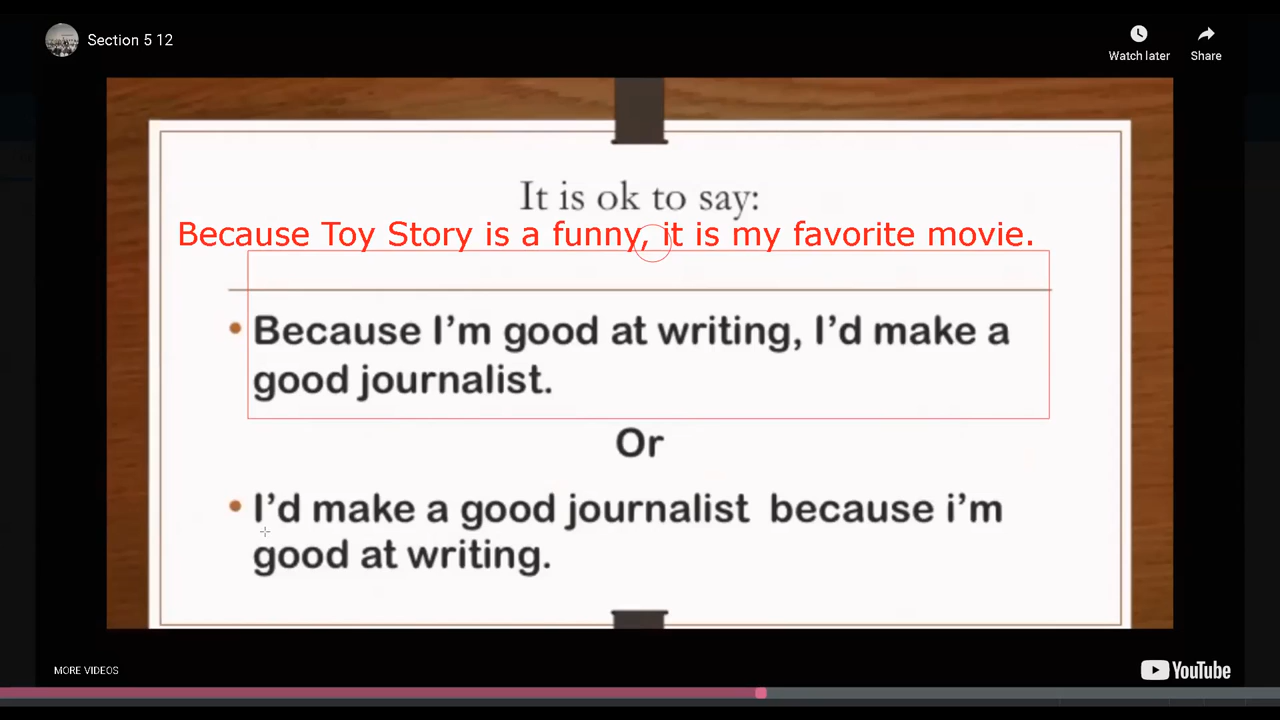 Section 5 12
Watch later
Share
It is ok to say:
Because Toy Story is a funny, it is my favorite movie.
• Because I’m good at writing, I’d make a
good journalist.
Or
• I’d make a good journalist because i’m
good at writing.
MORE VIDEOS
YouTube